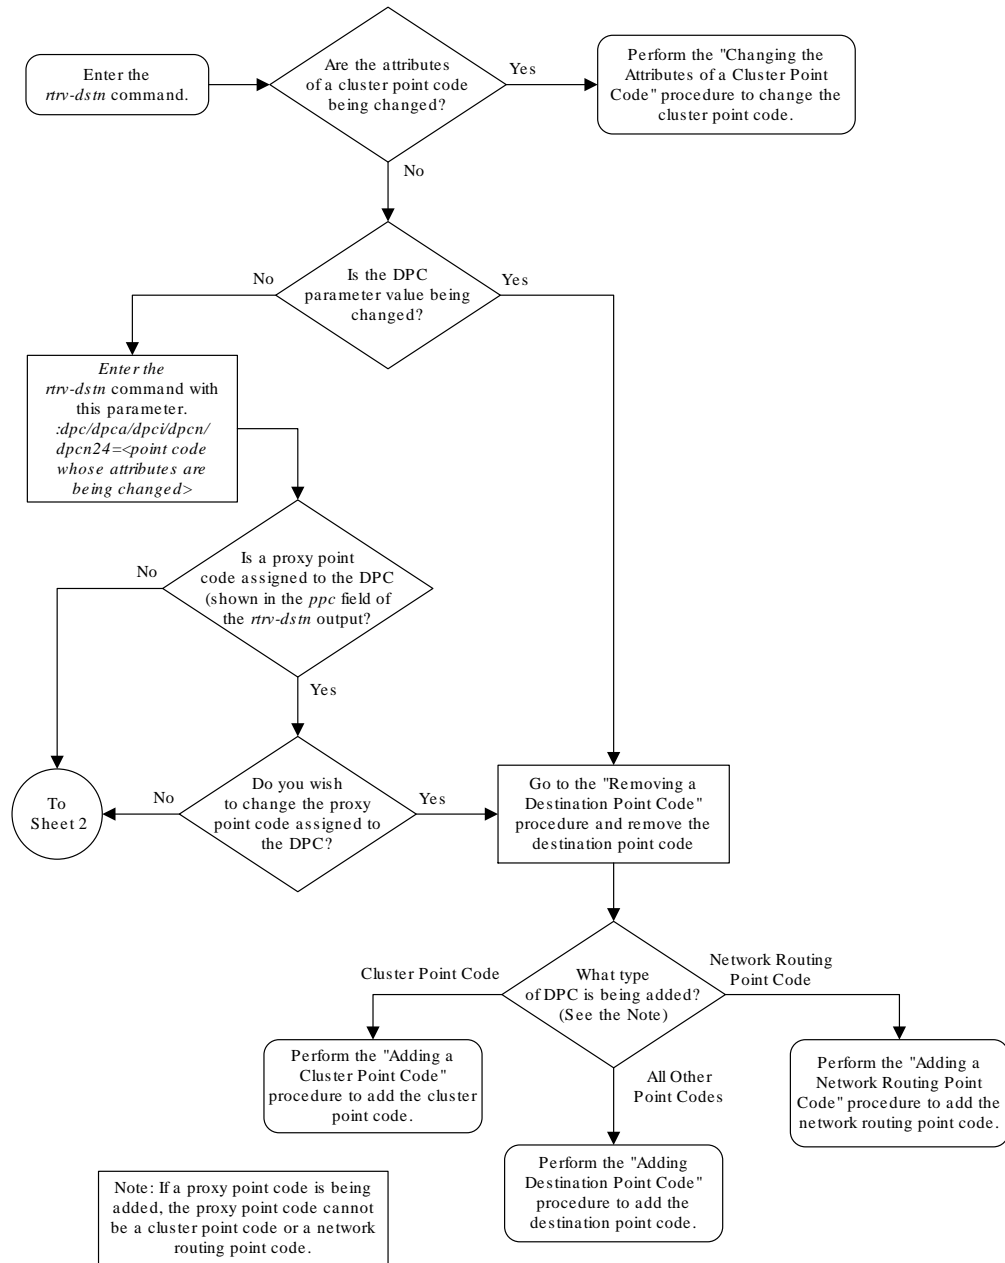 Enter the
rtrv-dstn command.
Are the attributes
of a cluster point code
being changed?
Yes
Perform the "Changing the
Attributes of a Cluster Point
Code" procedure to change the
cluster point code.
No
Is the DPC
parameter value being
changed?
No
Yes
Enter the
rtrv-dstn command with
this parameter.
:dpc/dpca/dpci/dpcn/
dpcn24=<point code
whose attributes are
being changed>
Is a proxy point
code assigned to the DPC
(shown in the ppc field of
the rtrv-dstn output?
No
Yes
To
Sheet 2
No
Do you wish
to change the proxy
point code assigned to
the DPC?
Yes
Go to the "Removing a
Destination Point Code"
procedure and remove the
destination point code
What type
of DPC is being added?
(See the Note)
Cluster Point Code
Network Routing
Point Code
All Other
Point Codes
Perform the "Adding a
Cluster Point Code"
procedure to add the cluster
point code.
Perform the "Adding a
Network Routing Point
Code" procedure to add the
network routing point code.
Perform the "Adding
Destination Point Code"
procedure to add the
destination point code.
Note: If a proxy point code is being
added, the proxy point code cannot
be a cluster point code or a network
routing point code.